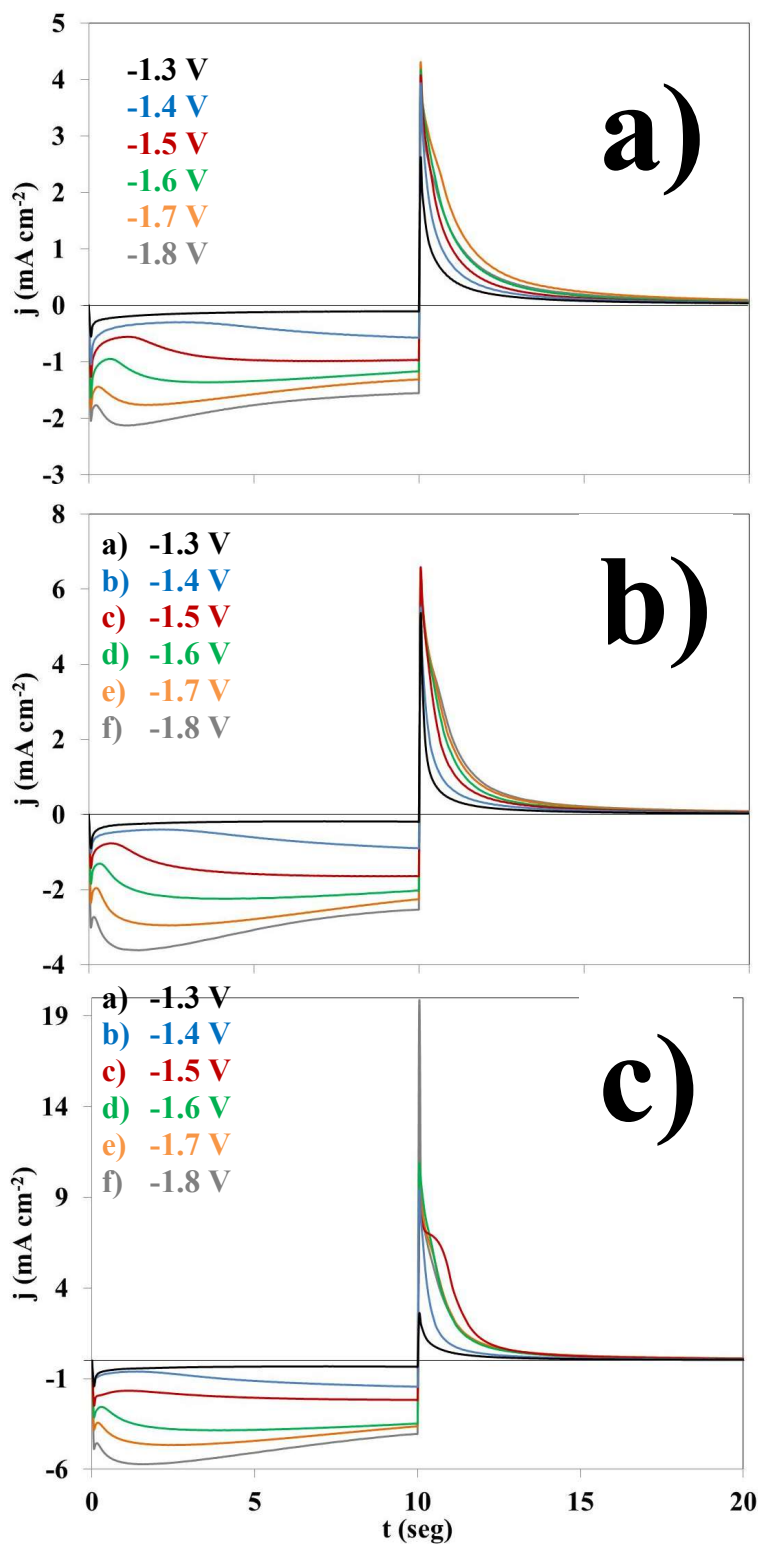 a)
-1.3 V
-1.4 V
-1.5 V
-1.6 V
-1.7 V
-1.8 V
j (mA cm-2)
5
4
3
2
1
0
-1
-2
-3
b)
a) -1.3 V
b) -1.4 V
c) -1.5 V
d) -1.6 V
e) -1.7 V
f) -1.8 V
j (mA cm-2)
8
6
4
2
0
-2
-4
c)
a) -1.3 V
b) -1.4 V
c) -1.5 V
d) -1.6 V
e) -1.7 V
f) -1.8 V
j (mA cm-2)
19
14
9
4
-1
-6
0 5 10 15 20
t (seg)